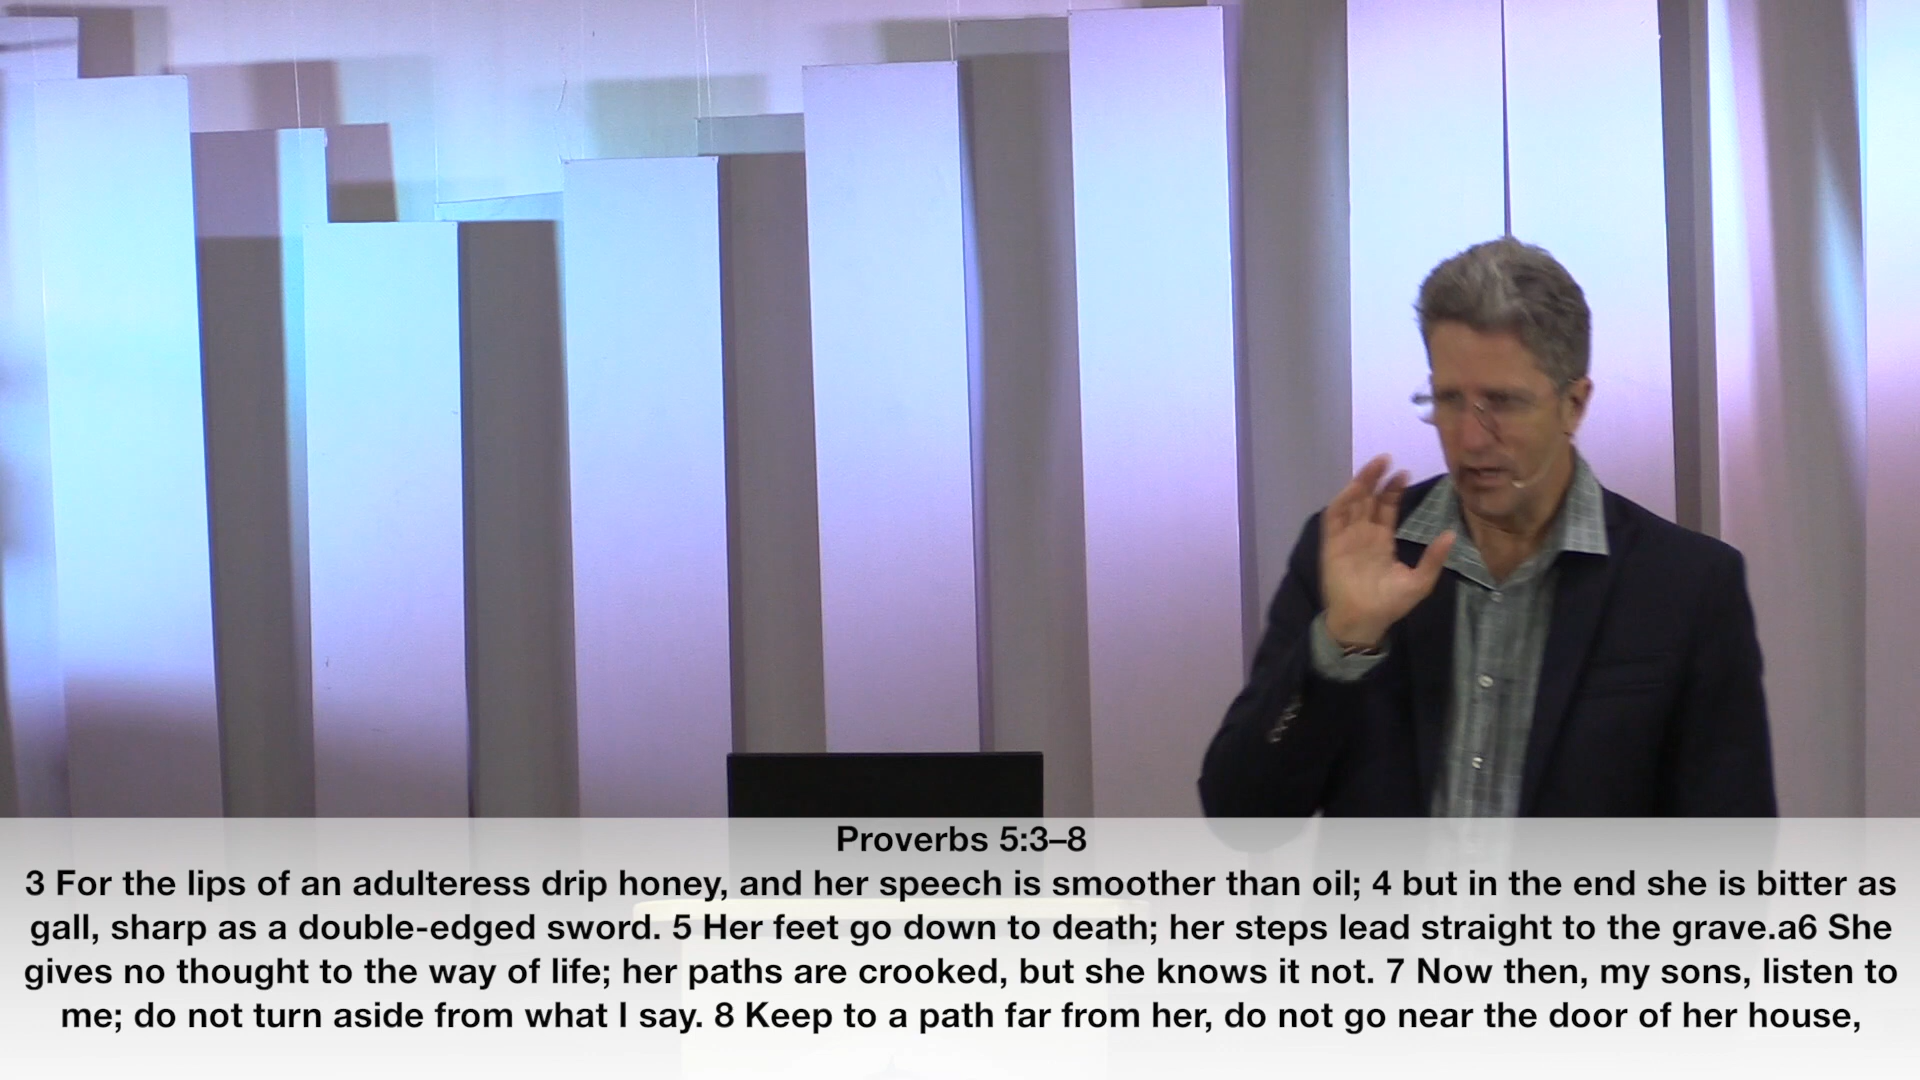 Proverbs 5:3–8
3 For the lips of an adulteress drip honey, and her speech is smoother than oil; 4 but in the end she is bitter as
gall, sharp as a double-edged sword. 5 Her feet go down to death; her steps lead straight to the grave.a6 She
gives no thought to the way of life; her paths are crooked, but she knows it not. 7 Now then, my sons, listen to
me; do not turn aside from what I say. 8 Keep to a path far from her, do not go near the door of her house,